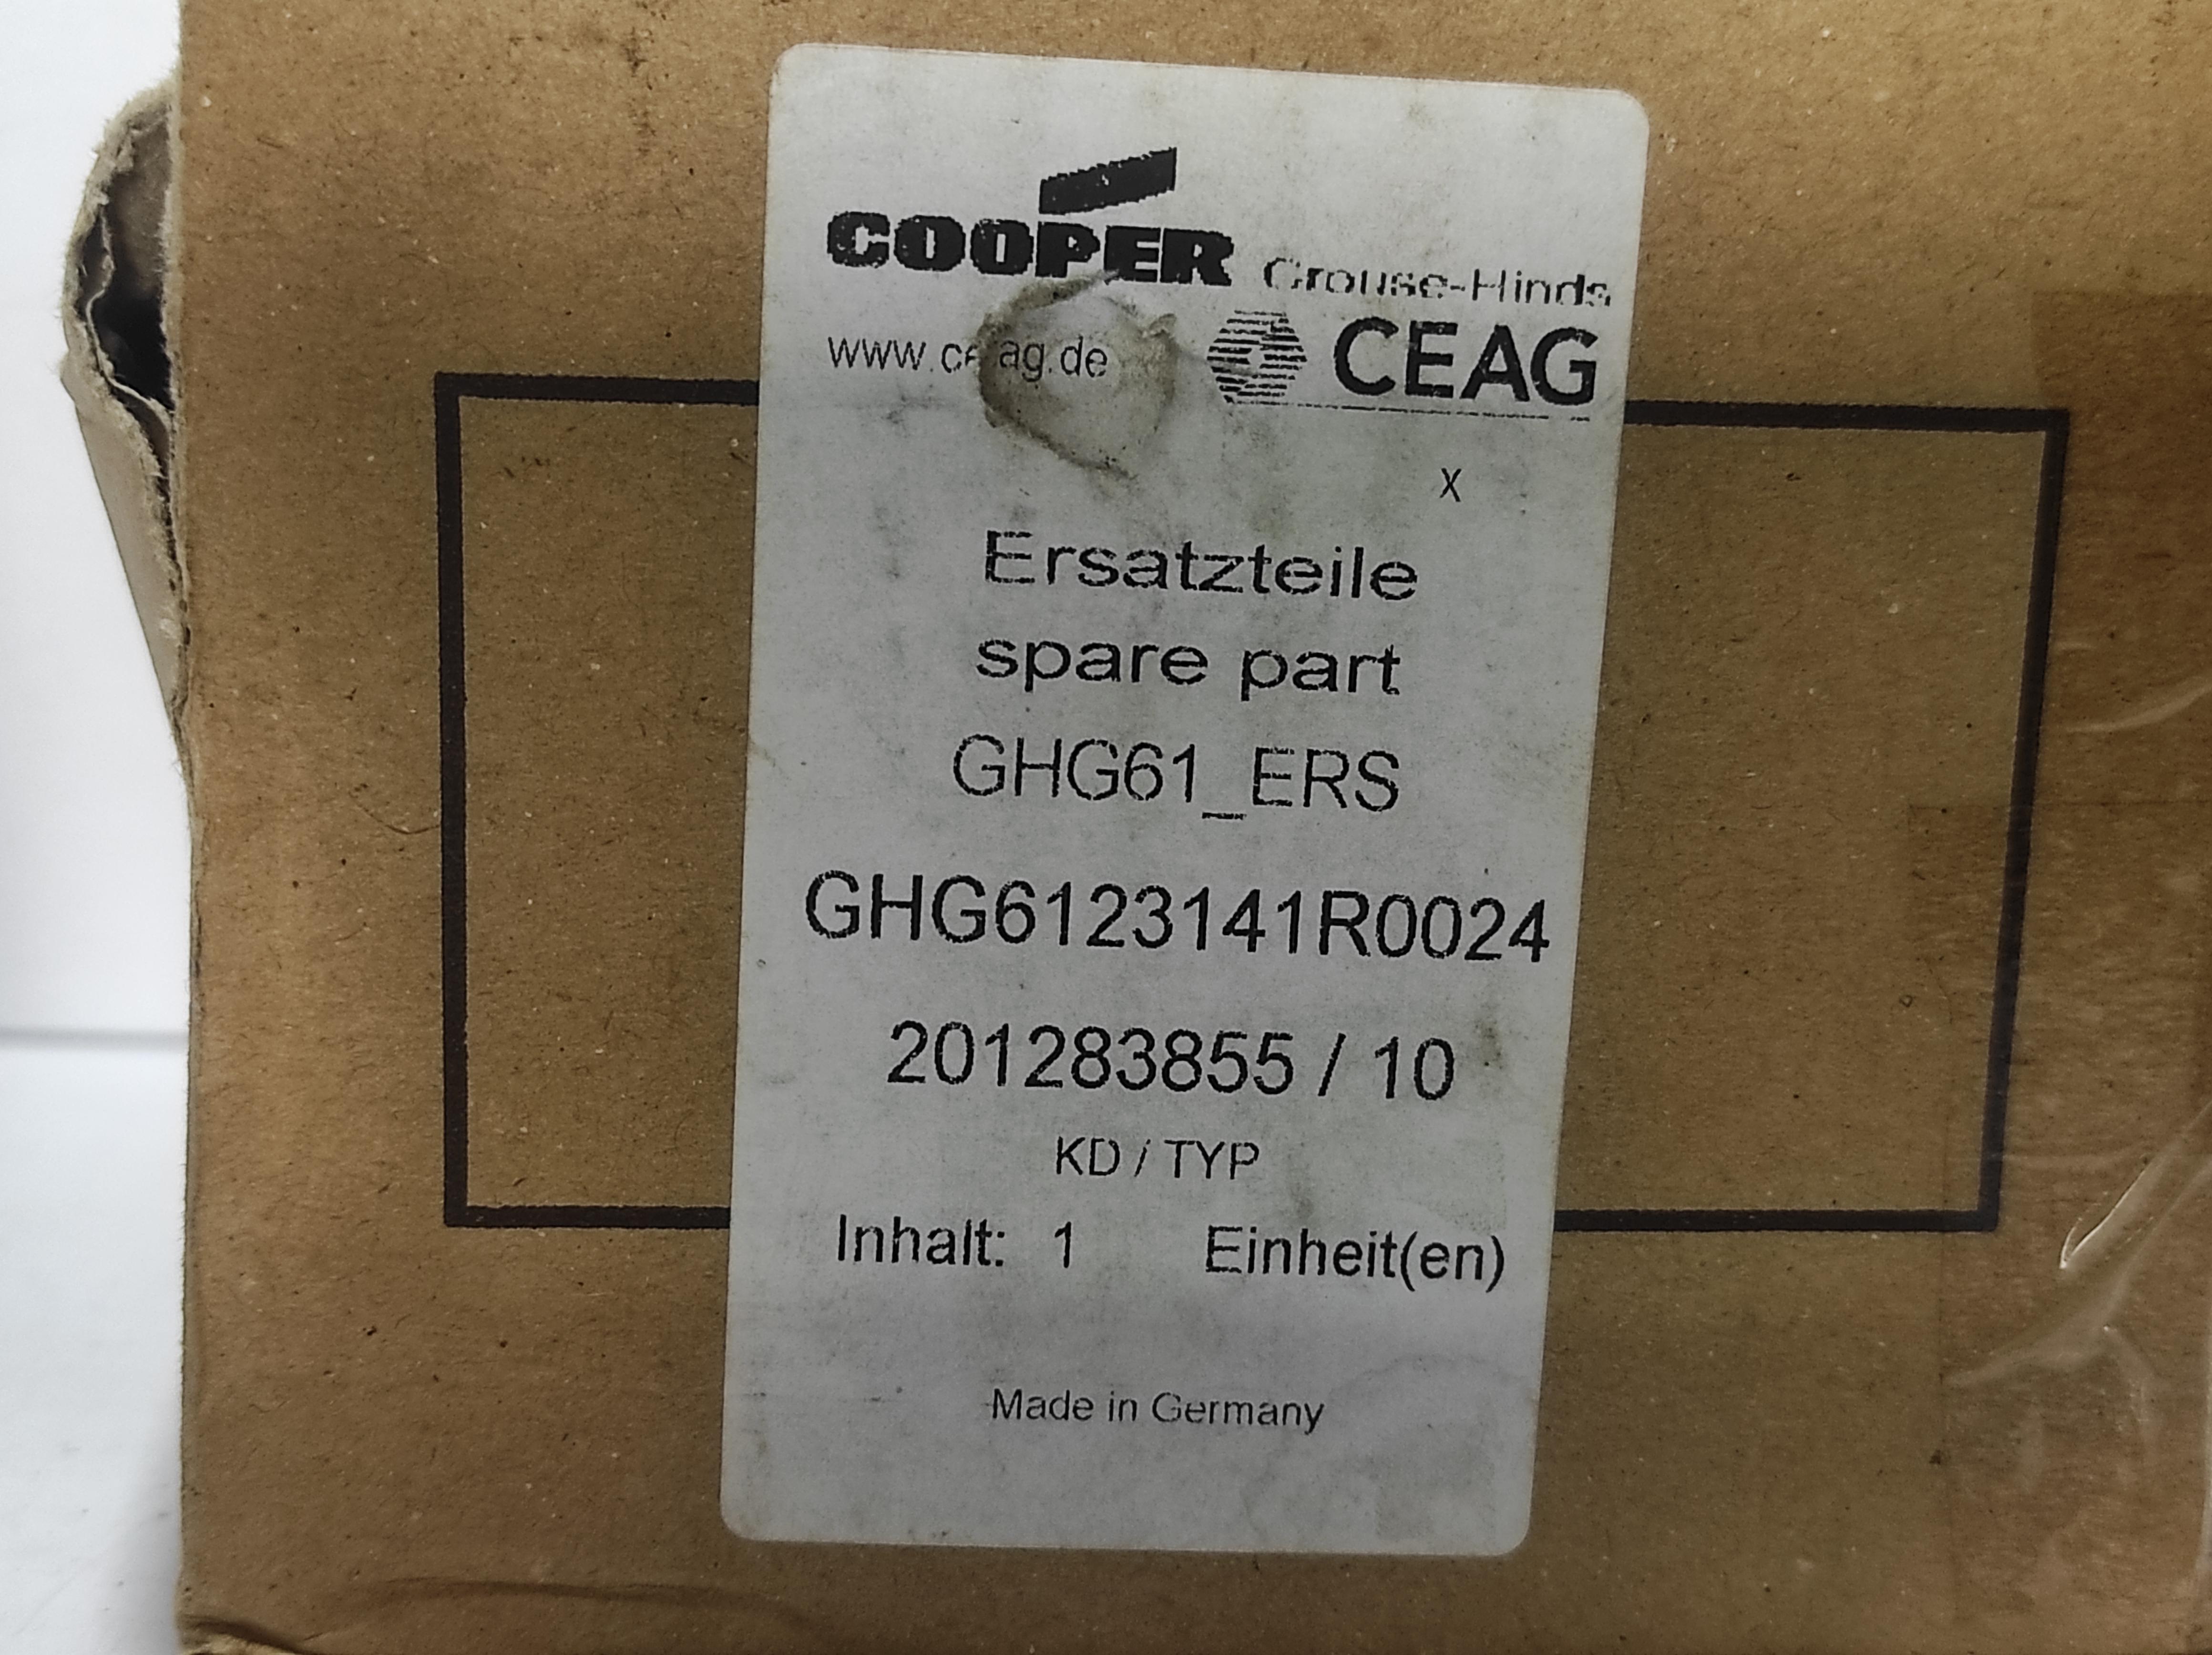 COOPER Crouse-Hinds
www.ceag.de CEAG
X
Ersatzteile
spare part
GHG61_ERS
GHG6123141R0024
201283855 / 10
KD / TYP
Inhalt: 1 Einheit(en)
Made in Germany